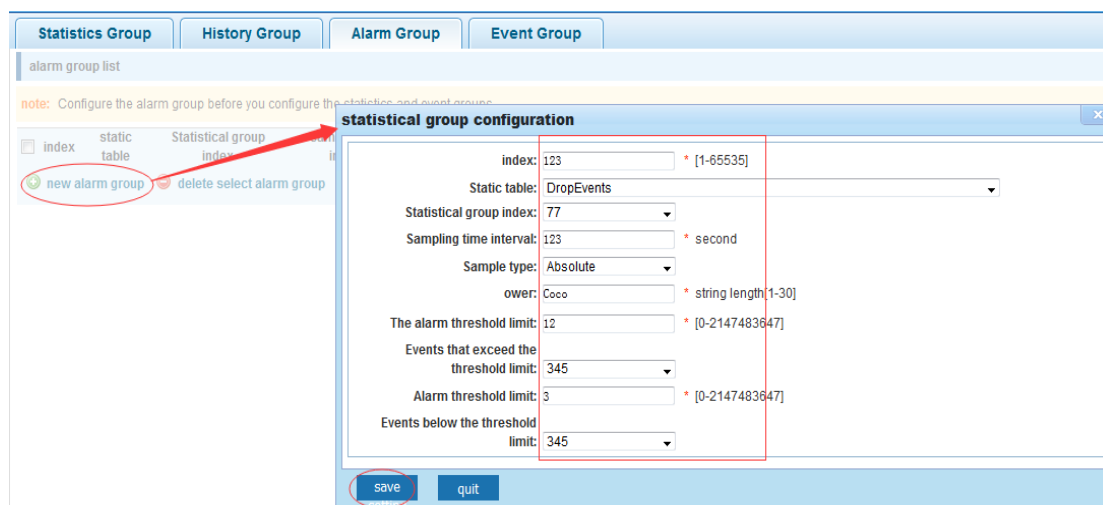 Statistics Group History Group Alarm Group Event Group
alarm group list
note: Configure the alarm group before you configure the statistics and event groups
statistical group configuration x
index static table Statistical group index
new alarm group delete select alarm group
index: 123 * [1-65535]
Static table: DropEvents
Statistical group index: 77
Sampling time interval: 123 * second
Sample type: Absolute
ower: Coco * string length[1-30]
The alarm threshold limit: 12 * [0-2147483647]
Events that exceed the
threshold limit: 345
Alarm threshold limit: 3 * [0-2147483647]
Events below the threshold
limit: 345
save quit